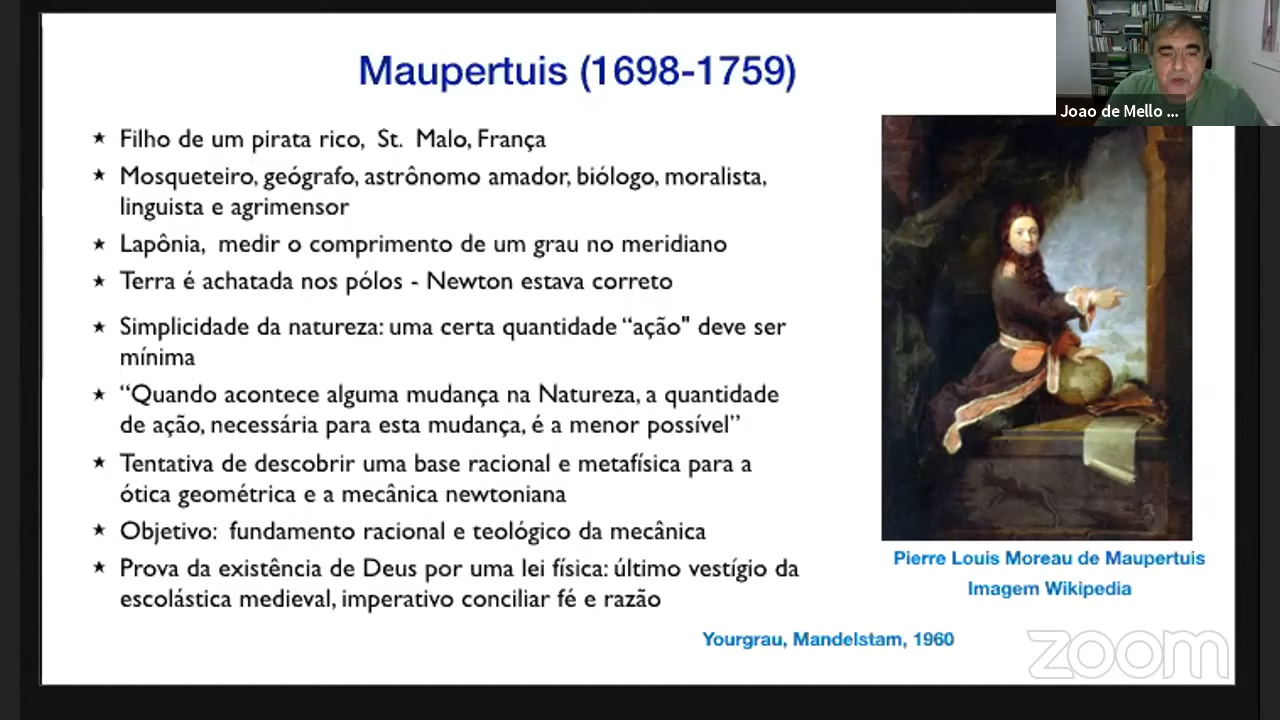 Maupertuis (1698-1759)
Joao de Mello ...
★ Filho de um pirata rico, St. Malo, França
★ Mosqueteiro, geógrafo, astrônomo amador, biólogo, moralista,
linguista e agrimensor
★ Lapônia, medir o comprimento de um grau no meridiano
★ Terra é achatada nos pólos - Newton estava correto
★ Simplicidade da natureza: uma certa quantidade “ação" deve ser
mínima
★ “Quando acontece alguma mudança na Natureza, a quantidade
de ação, necessária para esta mudança, é a menor possível”
★ Tentativa de descobrir uma base racional e metafísica para a
ótica geométrica e a mecânica newtoniana
★ Objetivo: fundamento racional e teológico da mecânica
★ Prova da existência de Deus por uma lei física: último vestígio da
escolástica medieval, imperativo conciliar fé e razão
Pierre Louis Moreau de Maupertuis
Imagem Wikipedia
Yourgrau, Mandelstam, 1960
zoom